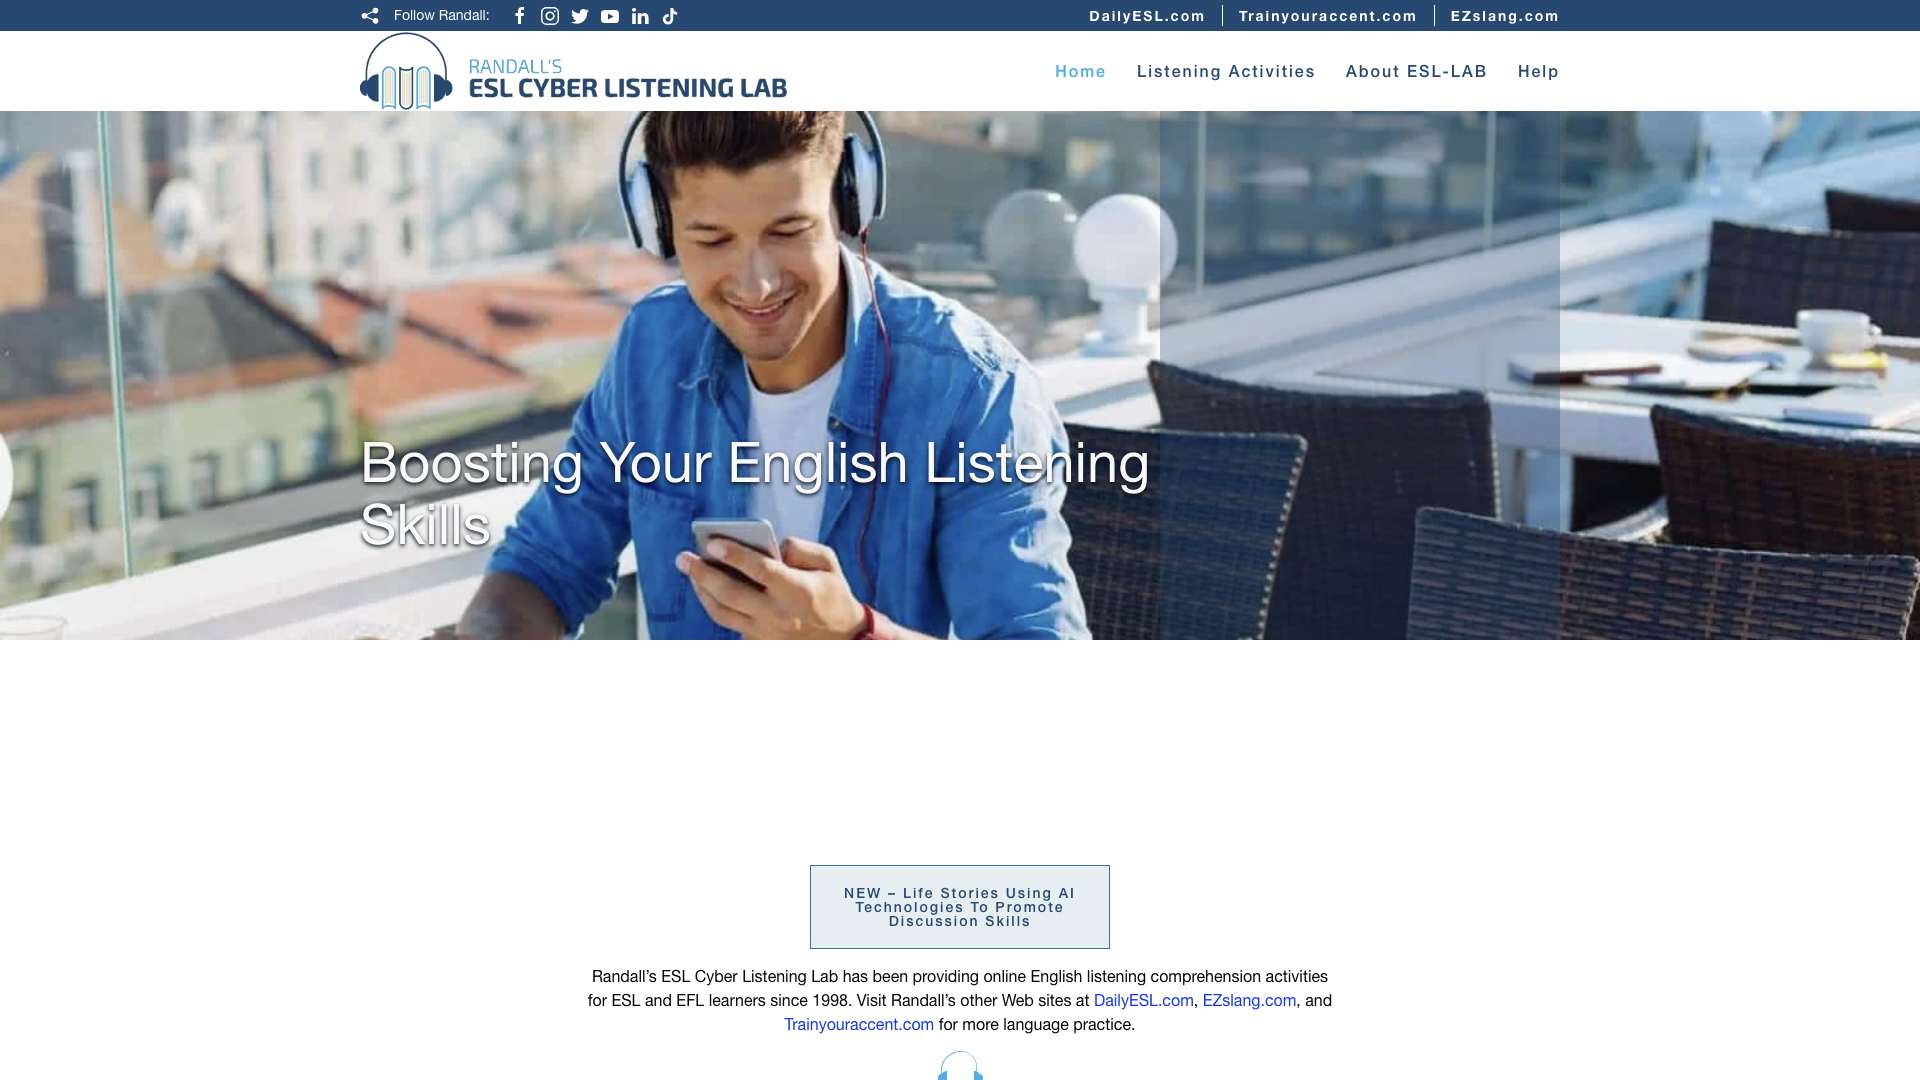 Follow Randall:
DailyESL.com
Trainyouraccent.com
EZslang.com
RANDALL'S
ESL CYBER LISTENING LAB
Home
Listening Activities
About ESL-LAB
Help
Boosting Your English Listening
Skills
NEW – Life Stories Using AI
Technologies To Promote
Discussion Skills
Randall’s ESL Cyber Listening Lab has been providing online English listening comprehension activities
for ESL and EFL learners since 1998. Visit Randall’s other Web sites at DailyESL.com, EZslang.com, and
Trainyouraccent.com for more language practice.